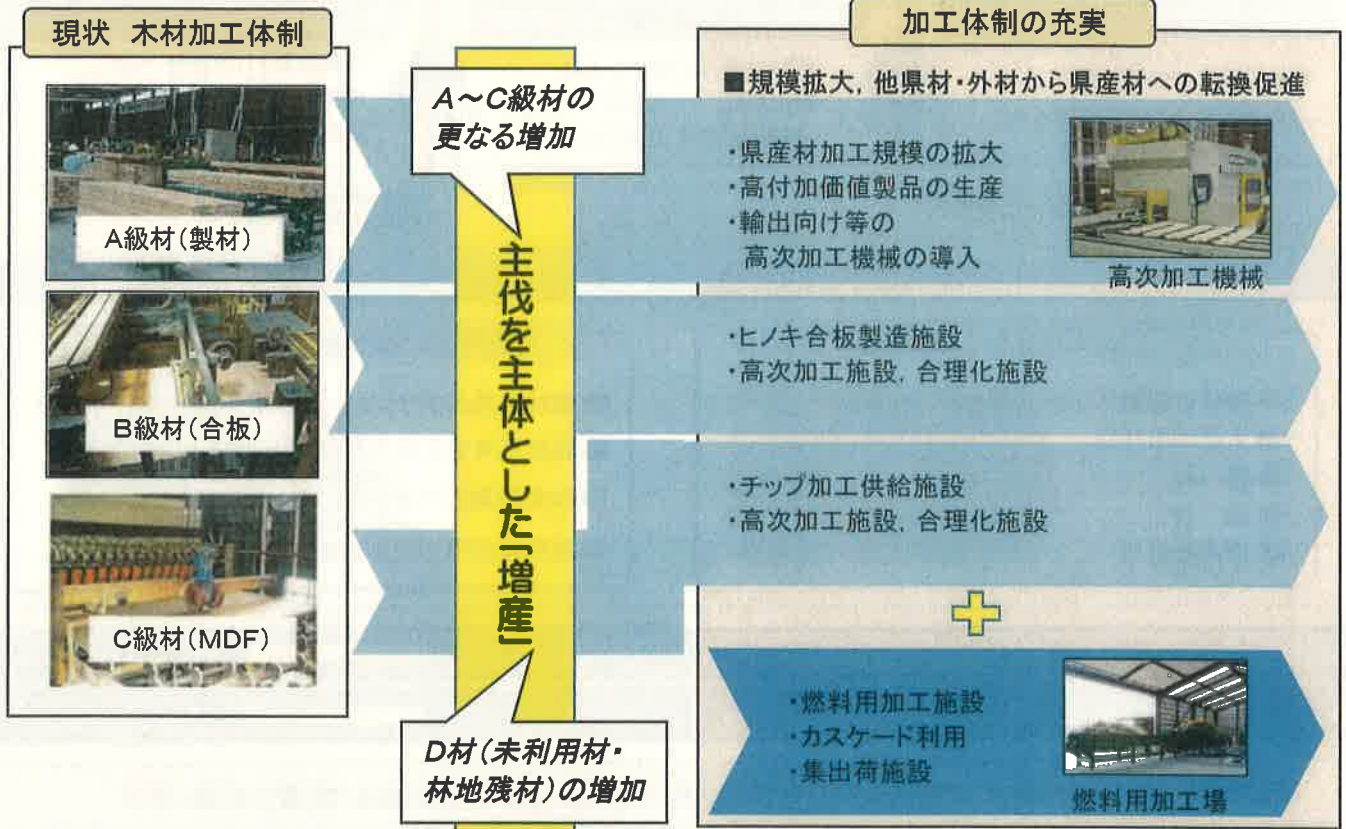 現状 木材加工体制
A級材(製材)
B級材(合板)
C級材(MDF)
A～C級材の
更なる増加
主伐を主体とした「増産」
D材(未利用材・
林地残材)の増加
加工体制の充実
■規模拡大，他県材・外材から県産材への転換促進
・県産材加工規模の拡大
・高付加価値製品の生産
・輸出向け等の
高次加工機械の導入
高次加工機械
・ヒノキ合板製造施設
・高次加工施設，合理化施設
・チップ加工供給施設
・高次加工施設，合理化施設
・燃料用加工施設
・カスケード利用
・集出荷施設
燃料用加工場